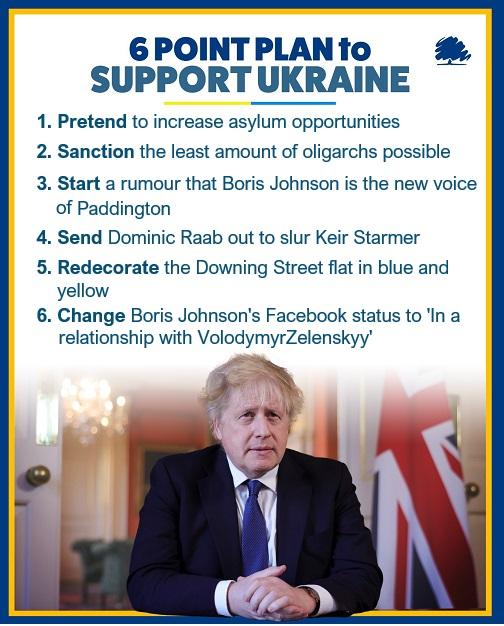 6 POINT PLAN to
SUPPORT UKRAINE
1. Pretend to increase asylum opportunities
2. Sanction the least amount of oligarchs possible
3. Start a rumour that Boris Johnson is the new voice
of Paddington
4. Send Dominic Raab out to slur Keir Starmer
5. Redecorate the Downing Street flat in blue and
yellow
6. Change Boris Johnson's Facebook status to 'In a
relationship with VolodymyrZelenskyy'